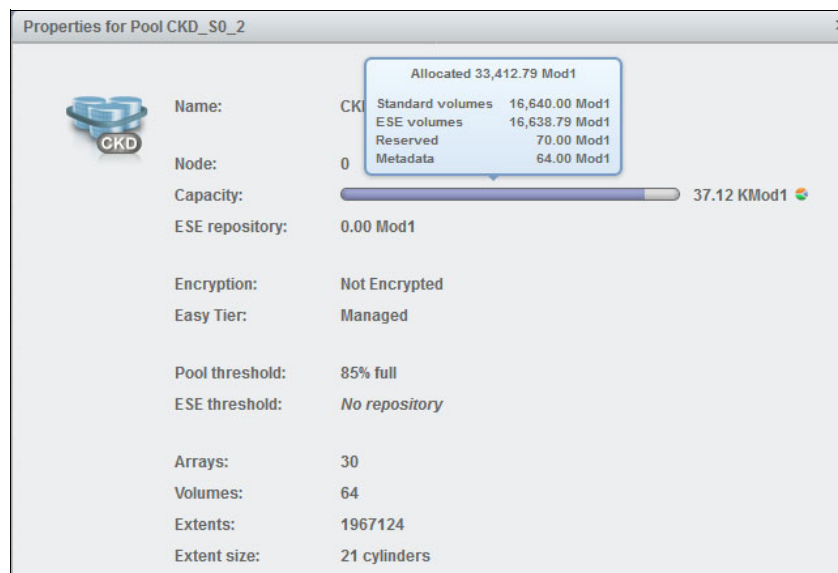 Properties for Pool CKD_S0_2
Allocated 33,412.79 Mod1
Standard volumes 16,640.00 Mod1
ESE volumes 16,638.79 Mod1
Reserved 70.00 Mod1
Metadata 64.00 Mod1
CKD
Name: CK
Node: 0
Capacity: 37.12 KMod1
ESE repository: 0.00 Mod1
Encryption: Not Encrypted
Easy Tier: Managed
Pool threshold: 85% full
ESE threshold: No repository
Arrays: 30
Volumes: 64
Extents: 1967124
Extent size: 21 cylinders